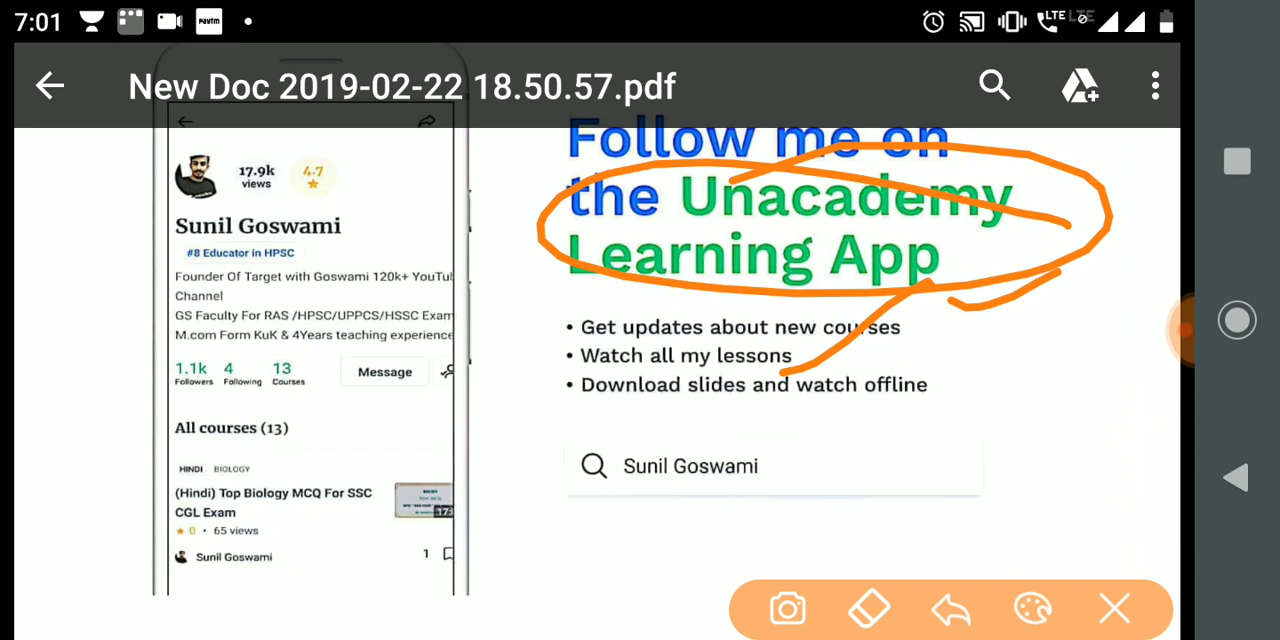 7:01
paytm
LTE LTE
New Doc 2019-02-22 18.50.57.pdf
17.9k
views
4.7
Sunil Goswami
#8 Educator in HPSC
Founder Of Target with Goswami 120k+ YouTu
Channel
GS Faculty For RAS /HPSC/UPPCS/HSSC Exam
M.com Form KuK & 4Years teaching experience
1.1k 4 13
Followers Following Courses
Message
All courses (13)
HINDI BIOLOGY
(Hindi) Top Biology MCQ For SSC
CGL Exam
0 • 65 views
Sunil Goswami
1
Follow me on
the Unacademy
Learning App
• Get updates about new courses
• Watch all my lessons
• Download slides and watch offline
Sunil Goswami